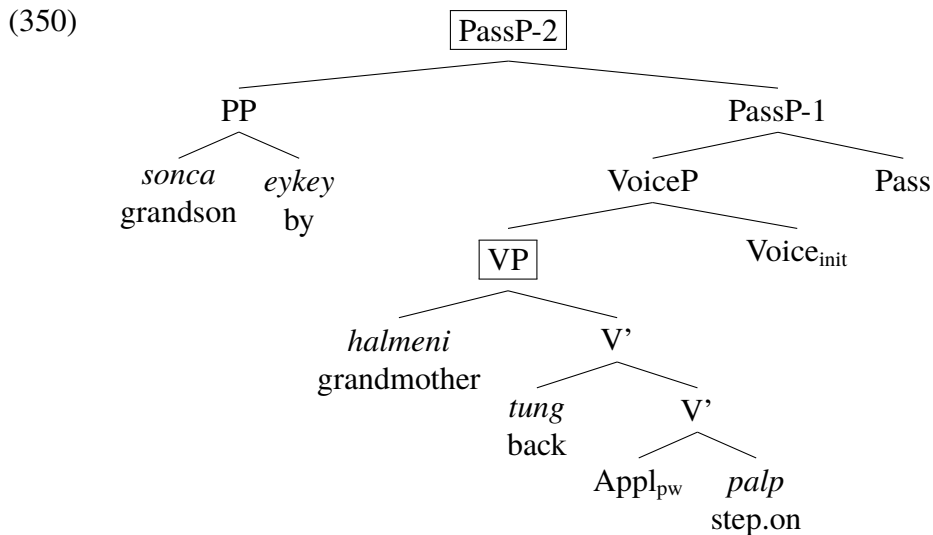 (350)
PassP-2
PP PassP-1
sonca eykey VoiceP Pass
grandson by
VP Voiceinit
halmeni V’
grandmother
tung V’
back
Applpw palp
step.on